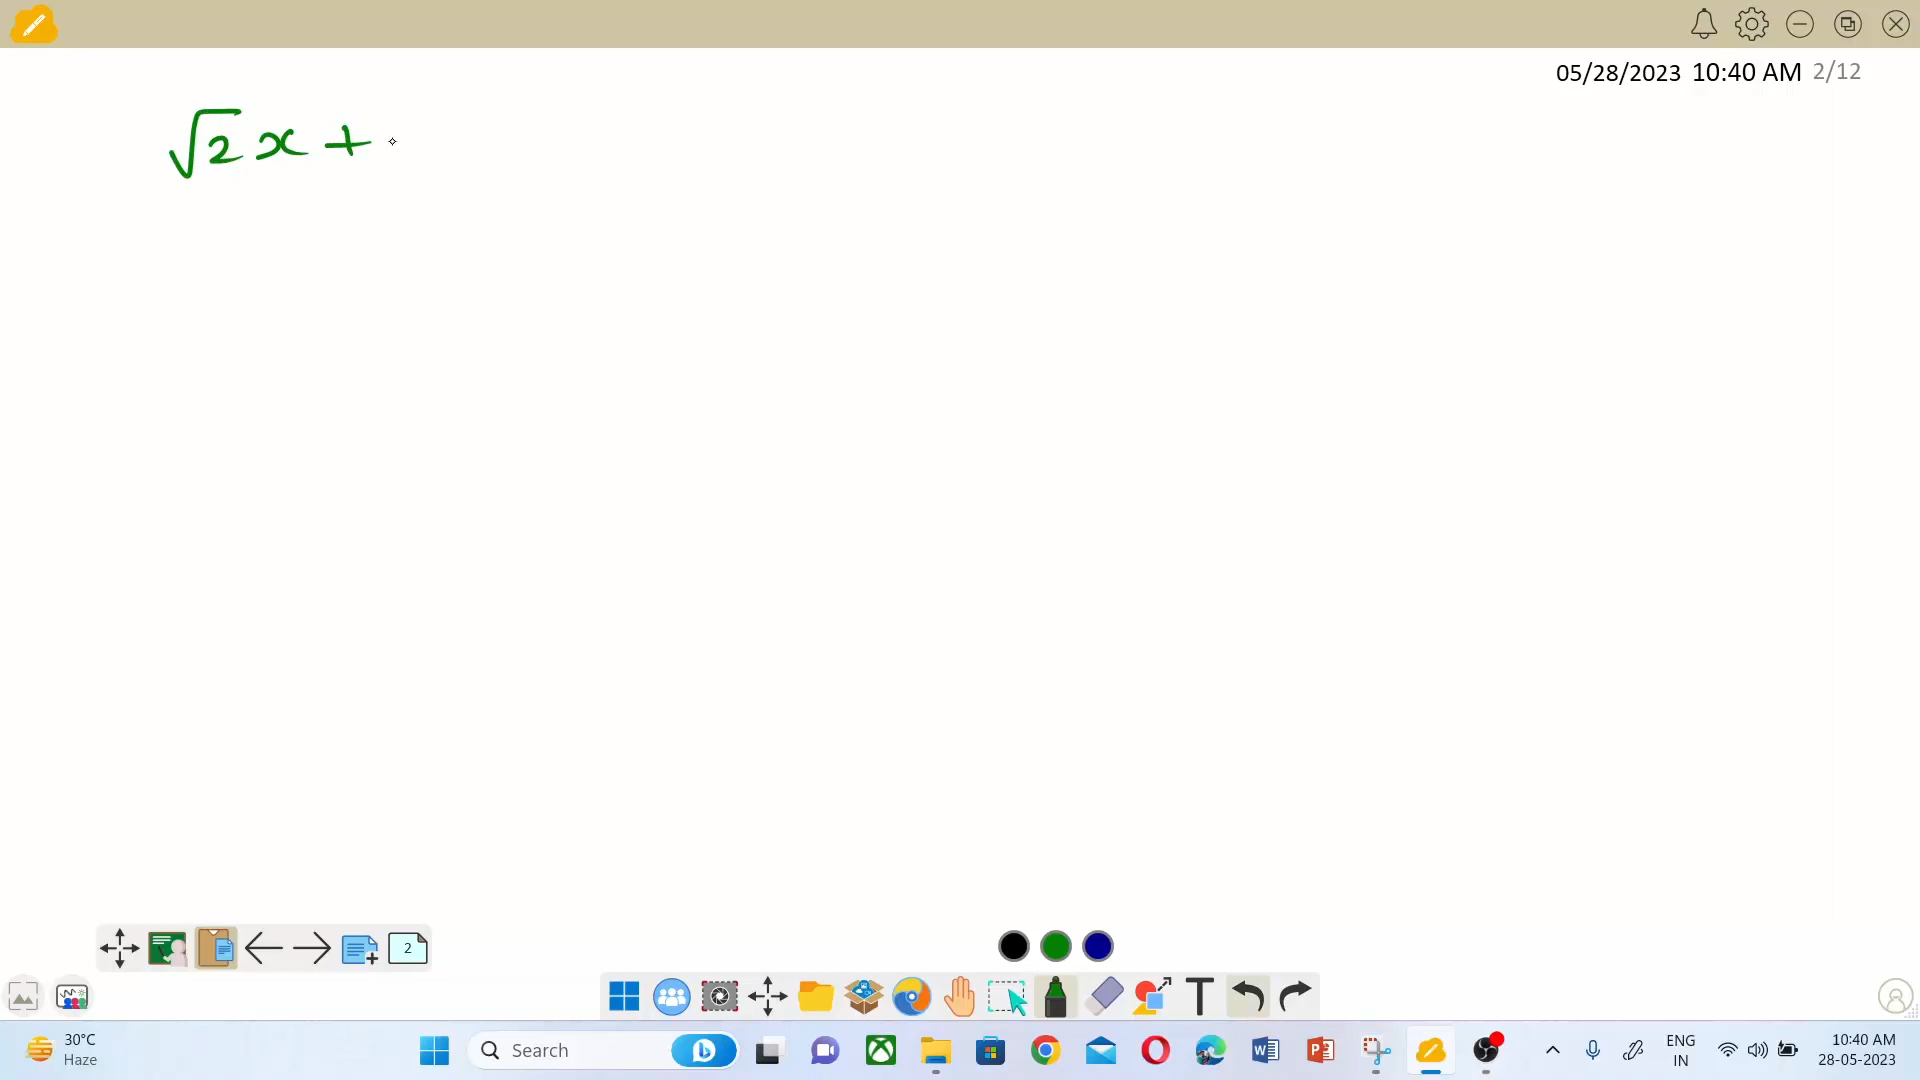 05/28/2023 10:40 AM 2/12
√2x +
2
T
30°C
Haze
Search
ENG
IN
10:40 AM
28-05-2023